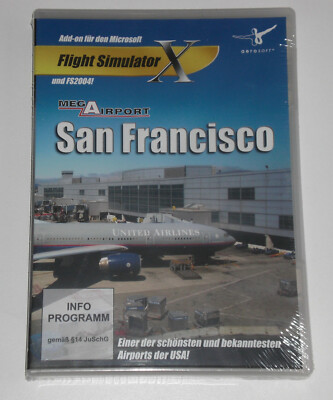 Add-on für den Microsoft
Flight Simulator X
und FS2004!
aerosoft
MEGA AIRPORT
San Francisco
UNITED AIRLINES
INFO
PROGRAMM
gemäß §14 JuSchG
Einer der schönsten und bekanntesten
Airports der USA!